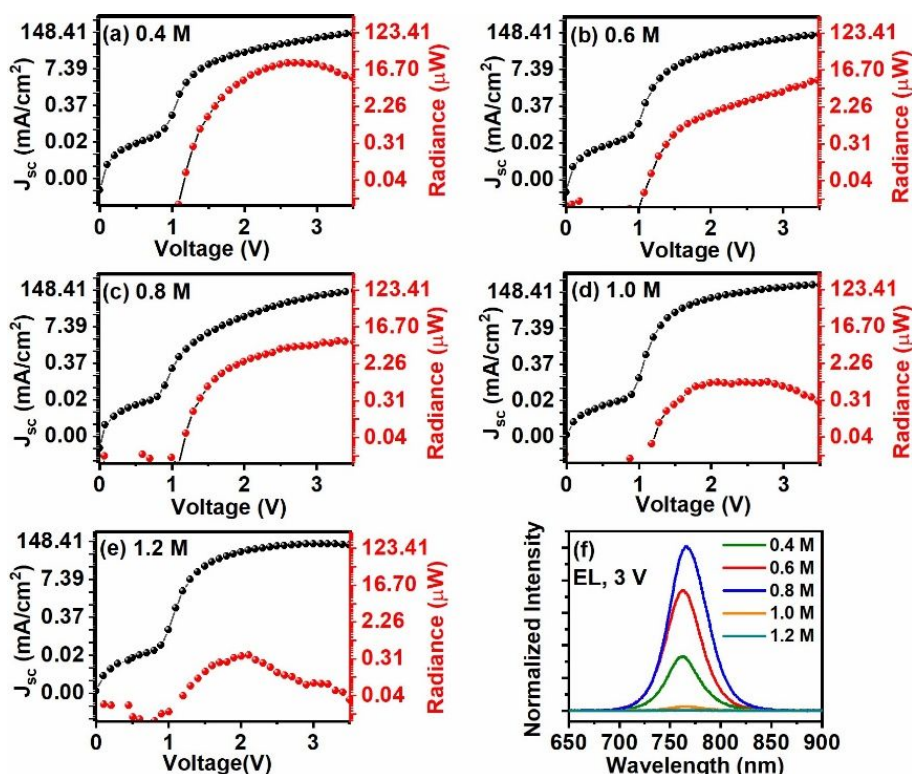 (a) 0.4 M
148.41
7.39
0.37
0.02
0.00
J_sc (mA/cm²)
123.41
16.70
2.26
0.31
0.04
Radiance (µW)
0 1 2 3
Voltage (V)
(b) 0.6 M
148.41
7.39
0.37
0.02
0.00
J_sc (mA/cm²)
123.41
16.70
2.26
0.31
0.04
Radiance (µW)
0 1 2 3
Voltage (V)
(c) 0.8 M
148.41
7.39
0.37
0.02
0.00
J_sc (mA/cm²)
123.41
16.70
2.26
0.31
0.04
Radiance (µW)
0 1 2 3
Voltage (V)
(d) 1.0 M
148.41
7.39
0.37
0.02
0.00
J_sc (mA/cm²)
123.41
16.70
2.26
0.31
0.04
Radiance (µW)
0 1 2 3
Voltage (V)
(e) 1.2 M
148.41
7.39
0.37
0.02
0.00
J_sc (mA/cm²)
123.41
16.70
2.26
0.31
0.04
Radiance (µW)
0 1 2 3
Voltage (V)
(f)
EL, 3 V
0.4 M
0.6 M
0.8 M
1.0 M
1.2 M
Normalized Intensity
650 700 750 800 850 900
Wavelength (nm)